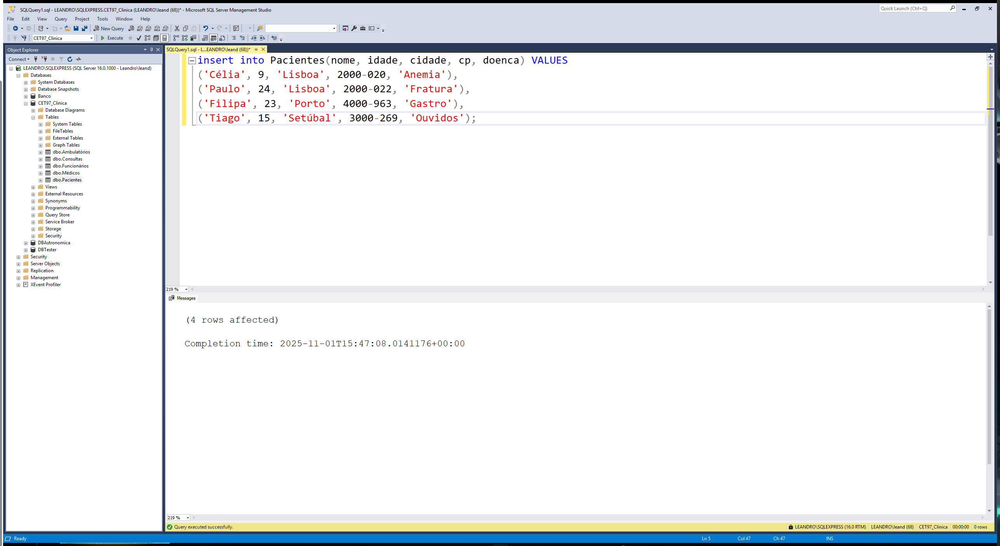 SQLQuery1.sql - LEANDRO\SQLEXPRESS.CET97_Clinica (LEANDRO\leand (68))* - Microsoft SQL Server Management Studio
Quick Launch (Ctrl+Q)
File Edit View Query Project Tools Window Help
New Query
CET97_Clinica
Execute
Object Explorer
Connect
LEANDRO\SQLEXPRESS (SQL Server 16.0.1000 - Leandro\leand)
Databases
System Databases
Database Snapshots
Banco
CET97_Clinica
Database Diagrams
Tables
System Tables
FileTables
External Tables
Graph Tables
dbo.Ambulatórios
dbo.Consultas
dbo.Funcionários
dbo.Médicos
dbo.Pacientes
Views
External Resources
Synonyms
Programmability
Query Store
Service Broker
Storage
Security
DBAstronomica
DBTester
Security
Server Objects
Replication
Management
XEvent Profiler
SQLQuery1.sql - L...EANDRO\leand (68))*
insert into Pacientes(nome, idade, cidade, cp, doenca) VALUES
('Célia', 9, 'Lisboa', 2000-020, 'Anemia'),
('Paulo', 24, 'Lisboa', 2000-022, 'Fratura'),
('Filipa', 23, 'Porto', 4000-963, 'Gastro'),
('Tiago', 15, 'Setúbal', 3000-269, 'Ouvidos');
219 %
Messages
(4 rows affected)
Completion time: 2025-11-01T15:47:08.0141176+00:00
219 %
Query executed successfully.
LEANDRO\SQLEXPRESS (16.0 RTM) LEANDRO\leand (68) CET97_Clinica 00:00:00 0 rows
Ready
Ln 5 Col 47 Ch 47 INS